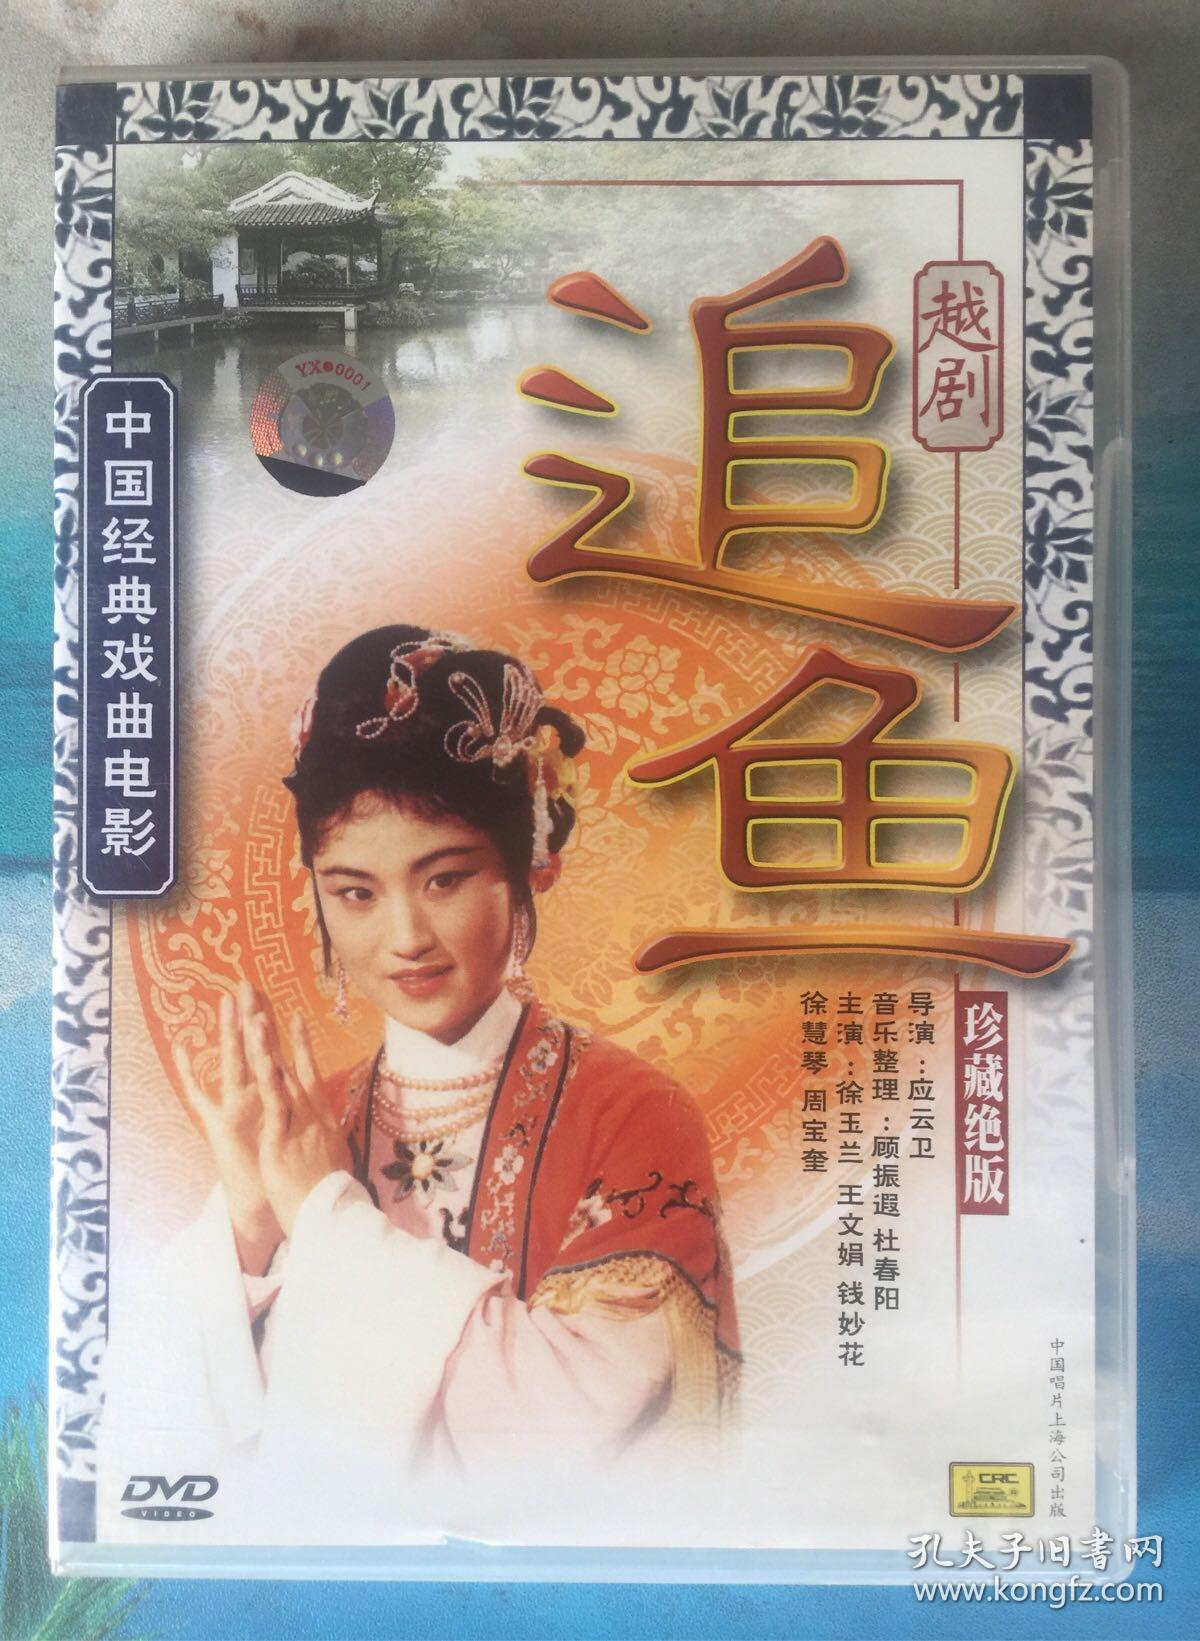 越剧
追鱼
YX●0001
中国经典戏曲电影
珍藏绝版
导演：应云卫
音乐整理：顾振遐 杜春阳
主演：徐玉兰 王文娟 钱妙花
徐慧琴 周宝奎
中国唱片上海公司出版
CRC
DVD
VIDEO
孔夫子旧书网
www.kongfz.com